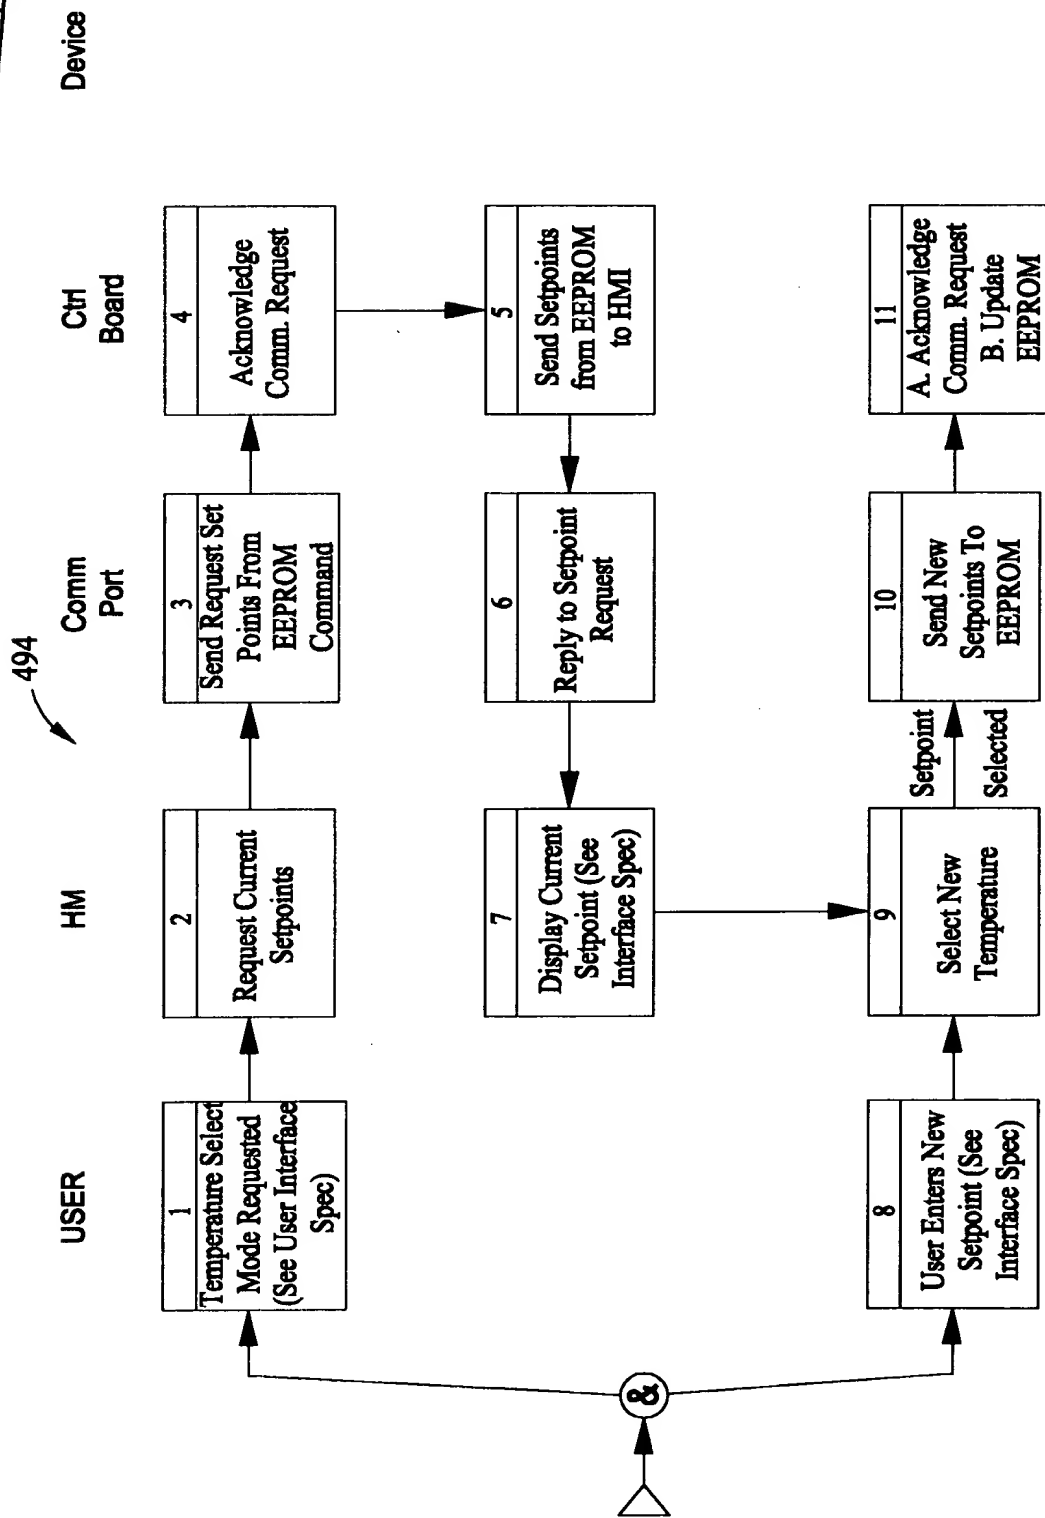 494
USER
HM
Comm
Port
Ctrl
Board
Device
1
Temperature Select
Mode Requested
(See User Interface
Spec)
2
Request Current
Setpoints
3
Send Request Set
Points From
EEPROM
Command
4
Acknowledge
Comm. Request
5
Send Setpoints
from EEPROM
to HMI
6
Reply to Setpoint
Request
7
Display Current
Setpoint (See
Interface Spec)
&
8
User Enters New
Setpoint (See
Interface Spec)
9
Select New
Temperature
Setpoint
Selected
10
Send New
Setpoints To
EEPROM
11
A. Acknowledge
Comm. Request
B. Update
EEPROM